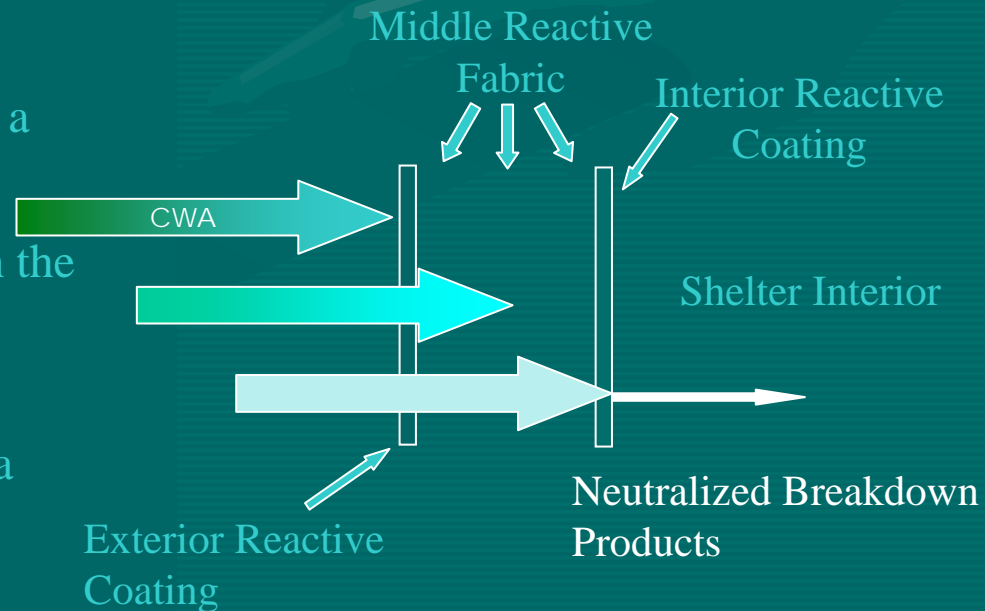 Middle Reactive
Fabric
Interior Reactive
Coating
a
CWA
the
Shelter Interior
a
Neutralized Breakdown
Products
Exterior Reactive
Coating